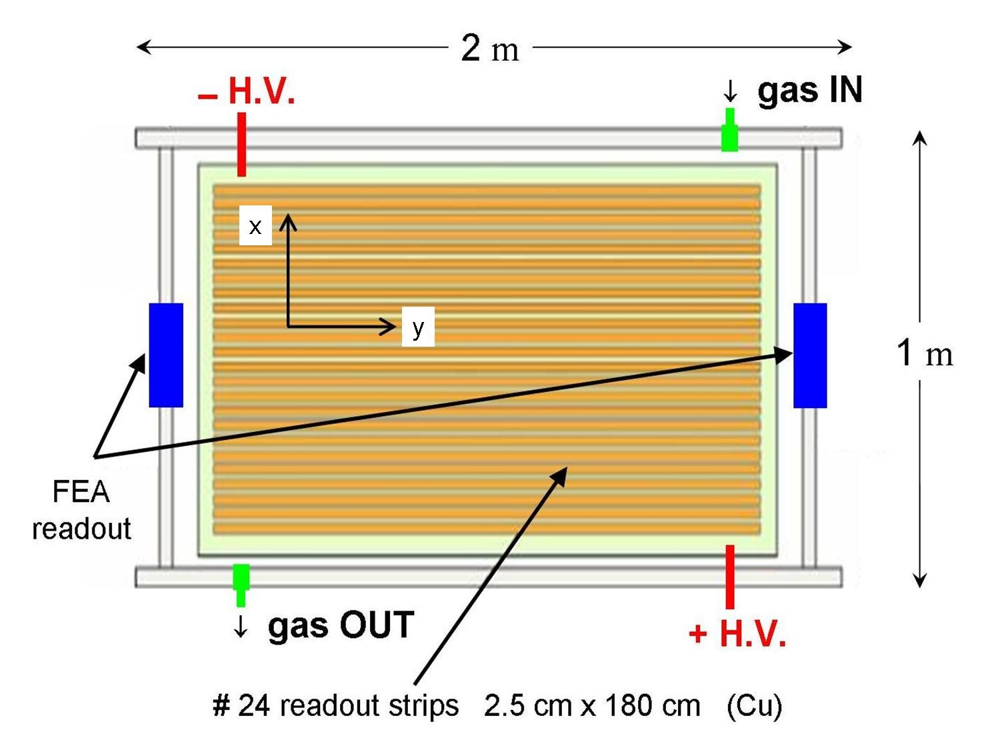 2 m
– H.V.
↓ gas IN
x
y
1 m
FEA
readout
↓ gas OUT
+ H.V.
# 24 readout strips 2.5 cm x 180 cm (Cu)